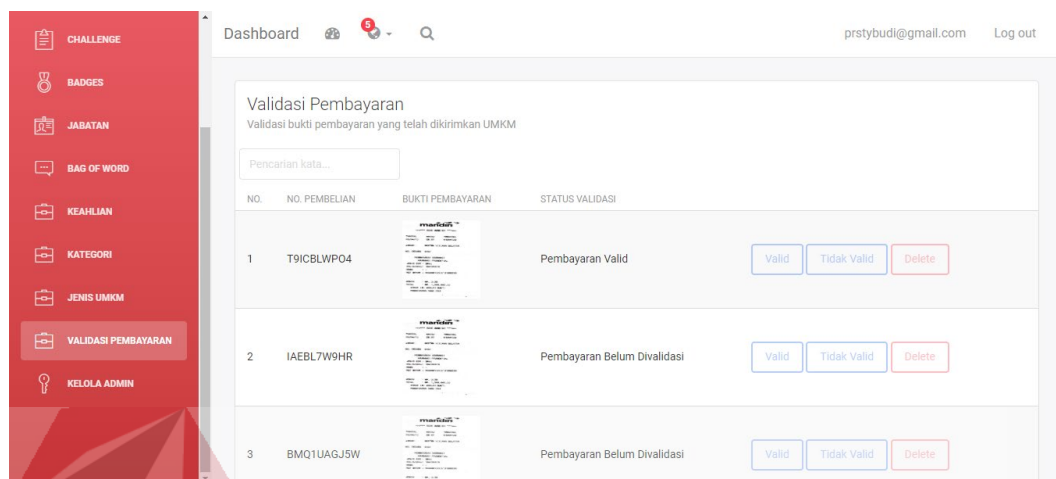 CHALLENGE
BADGES
JABATAN
BAG OF WORD
KEAHLIAN
KATEGORI
JENIS UMKM
VALIDASI PEMBAYARAN
KELOLA ADMIN
Dashboard 5 prstybudi@gmail.com Log out
Validasi Pembayaran
Validasi bukti pembayaran yang telah dikirimkan UMKM
Pencarian kata...
NO. NO. PEMBELIAN BUKTI PEMBAYARAN STATUS VALIDASI
mandiri
1 T9ICBLWPO4 Pembayaran Valid Valid Tidak Valid Delete
mandiri
2 IAEBL7W9HR Pembayaran Belum Divalidasi Valid Tidak Valid Delete
mandiri
3 BMQ1UAGJ5W Pembayaran Belum Divalidasi Valid Tidak Valid Delete